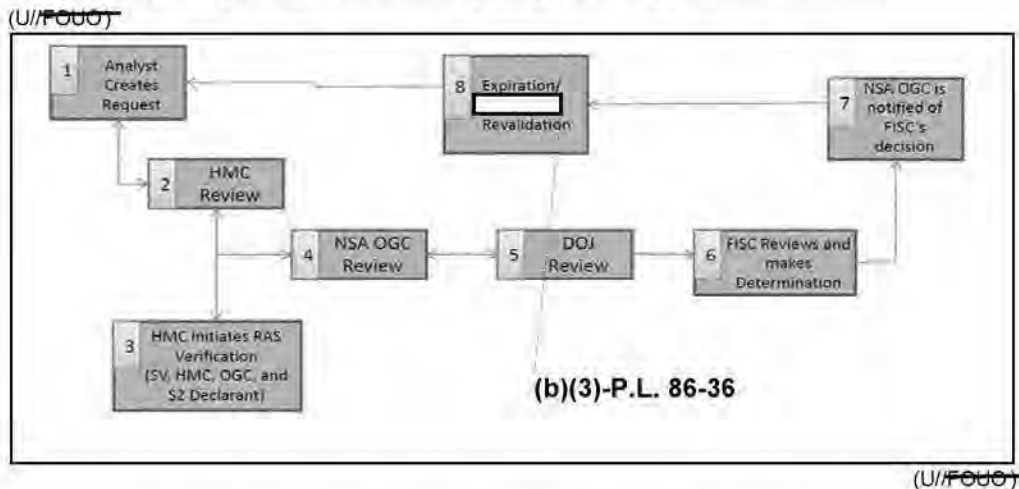 (U//FOUO)
1
Analyst
Creates
Request
8
Expiration/
Revalidation
7
NSA OGC is
notified of
FISC's
decision
2
HMC
Review
4
NSA OGC
Review
5
DOJ
Review
6
FISC Reviews and
makes
Determination
3
HMC initiates RAS
Verification
(SV, HMC, OGC, and
S2 Declarant)
(b)(3)-P.L. 86-36
(U//FOUO)